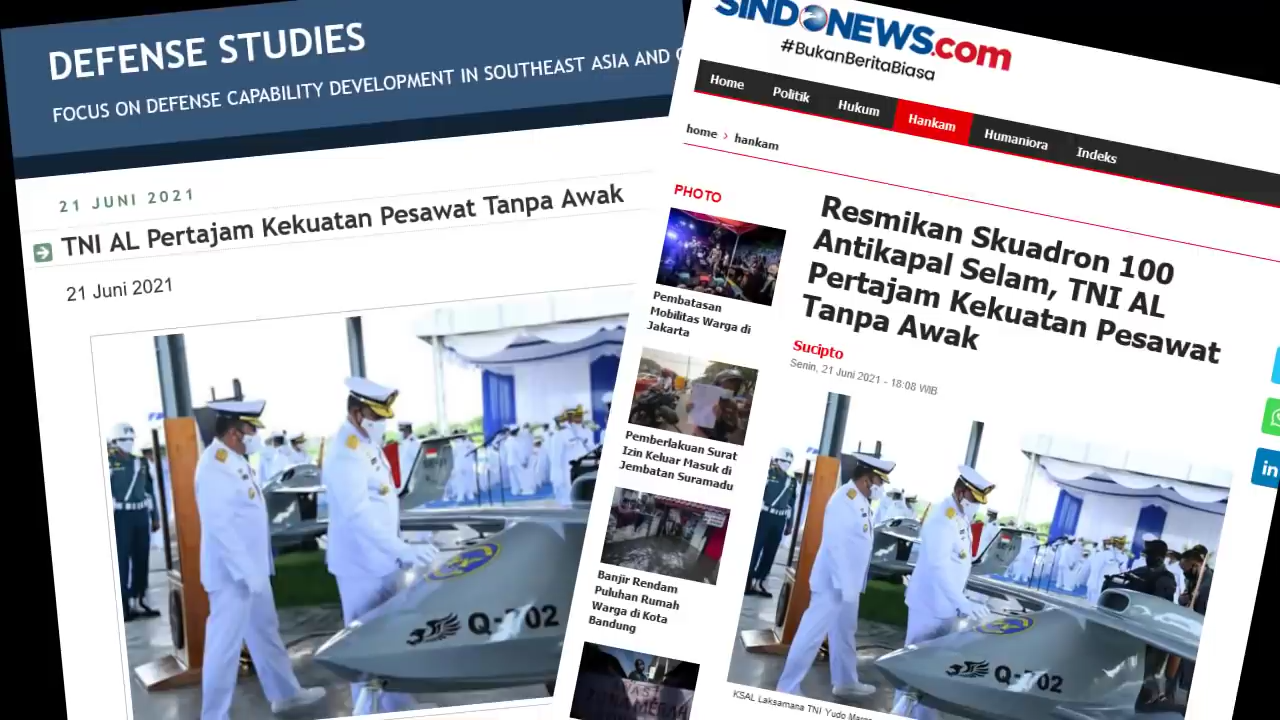 DEFENSE STUDIES
FOCUS ON DEFENSE CAPABILITY DEVELOPMENT IN SOUTHEAST ASIA AND
21 JUNI 2021
TNI AL Pertajam Kekuatan Pesawat Tanpa Awak
21 Juni 2021
Q-702
SINDONEWS.com
#BukanBeritaBiasa
Home
Politik
Hukum
Hankam
Humaniora
Indeks
home > hankam
PHOTO
Pembatasan
Mobilitas Warga di
Jakarta
Pemberlakuan Surat
Izin Keluar Masuk di
Jembatan Suramadu
Banjir Rendam
Puluhan Rumah
Warga di Kota
Bandung
Resmikan Skuadron 100
Antikapal Selam, TNI AL
Pertajam Kekuatan Pesawat
Tanpa Awak
Sucipto
Senin, 21 Juni 2021 - 18:08 WIB
in
Q-702
KSAL Laksamana TNI Yudo